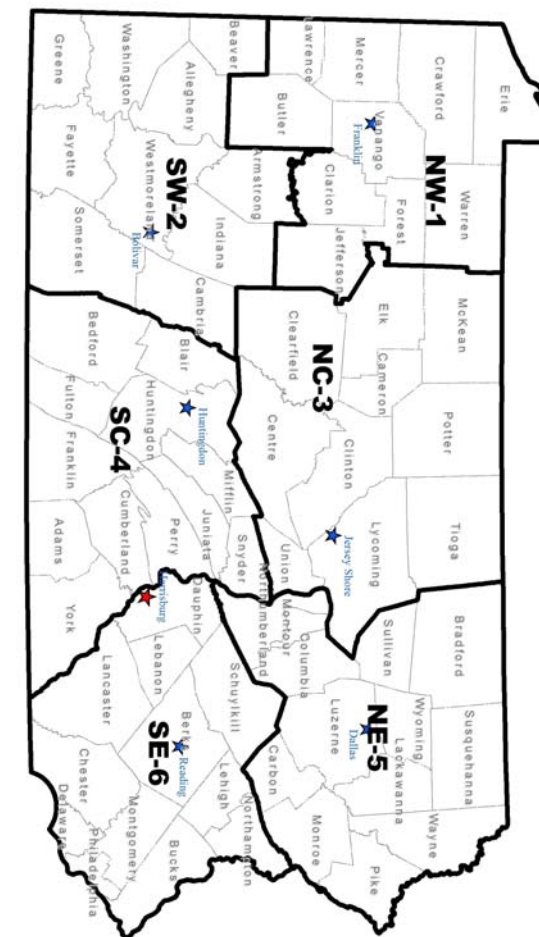 Erie
Crawford
Warren
McKean
Potter
Tioga
Bradford
Susquehanna
Mercer
Venango
Franklin
NW-1
Forest
Elk
Cameron
Clinton
Lycoming
Jersey Shore
Sullivan
Wyoming
Lackawanna
Wayne
Pike
Lawrence
Butler
Clarion
Jefferson
NC-3
Clearfield
Centre
Union
Montour
Columbia
Northumberland
Luzerne
Dallas
NE-5
Carbon
Monroe
Beaver
Allegheny
Armstrong
Indiana
Cambria
Blair
Huntingdon
Huntingdon
Mifflin
Juniata
Snyder
Washington
Westmoreland
SW-2
Bolivar
Greene
Fayette
Somerset
Bedford
Fulton
Franklin
SC-4
Perry
Cumberland
Adams
York
Harrisburg
Dauphin
Lebanon
Schuylkill
Lancaster
Berks
Reading
SE-6
Lehigh
Northampton
Bucks
Montgomery
Chester
Delaware
Philadelphia